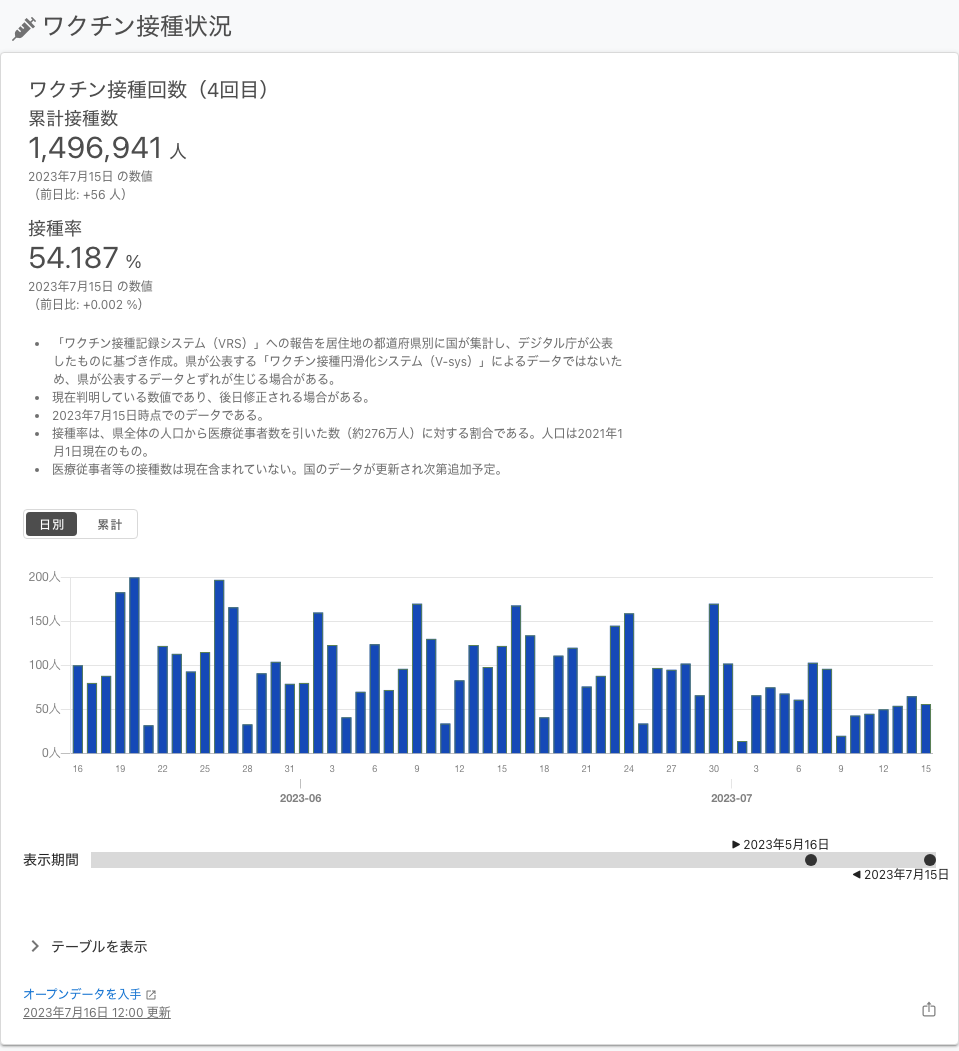 ワクチン接種状況
ワクチン接種回数（4回目）
累計接種数
1,496,941 人
2023年7月15日 の数値
（前日比: +56 人）
接種率
54.187 %
2023年7月15日 の数値
（前日比: +0.002 %）
• 「ワクチン接種記録システム（VRS）」への報告を居住地の都道府県別に国が集計し、デジタル庁が公表
したものに基づき作成。県が公表する「ワクチン接種円滑化システム（V-sys）」によるデータではないた
め、県が公表するデータとずれが生じる場合がある。
• 現在判明している数値であり、後日修正される場合がある。
• 2023年7月15日時点でのデータである。
• 接種率は、県全体の人口から医療従事者数を引いた数（約276万人）に対する割合である。人口は2021年1
月1日現在のもの。
• 医療従事者等の接種数は現在含まれていない。国のデータが更新され次第追加予定。
日別 累計
200人
150人
100人
50人
0人
16 19 22 25 28 31 3 6 9 12 15 18 21 24 27 30 3 6 9 12 15
2023-06 2023-07
▶ 2023年5月16日
表示期間
◀ 2023年7月15日
テーブルを表示
オープンデータを入手
2023年7月16日 12:00 更新